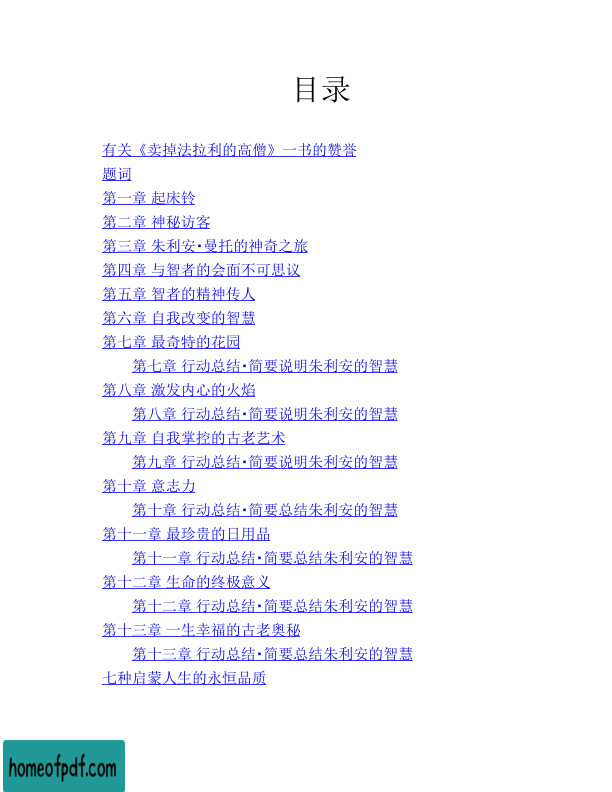 目录
有关《卖掉法拉利的高僧》一书的赞誉
题词
第一章 起床铃
第二章 神秘访客
第三章 朱利安•曼托的神奇之旅
第四章 与智者的会面不可思议
第五章 智者的精神传人
第六章 自我改变的智慧
第七章 最奇特的花园
第七章 行动总结•简要说明朱利安的智慧
第八章 激发内心的火焰
第八章 行动总结•简要说明朱利安的智慧
第九章 自我掌控的古老艺术
第九章 行动总结•简要说明朱利安的智慧
第十章 意志力
第十章 行动总结•简要总结朱利安的智慧
第十一章 最珍贵的日用品
第十一章 行动总结•简要总结朱利安的智慧
第十二章 生命的终极意义
第十二章 行动总结•简要总结朱利安的智慧
第十三章 一生幸福的古老奥秘
第十三章 行动总结•简要总结朱利安的智慧
七种启蒙人生的永恒品质
homeofpdf.com